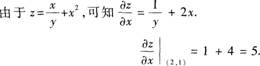 由于 z = x/y + x², 可知 ∂z/∂x = 1/y + 2x.
∂z/∂x |(2,1) = 1 + 4 = 5.